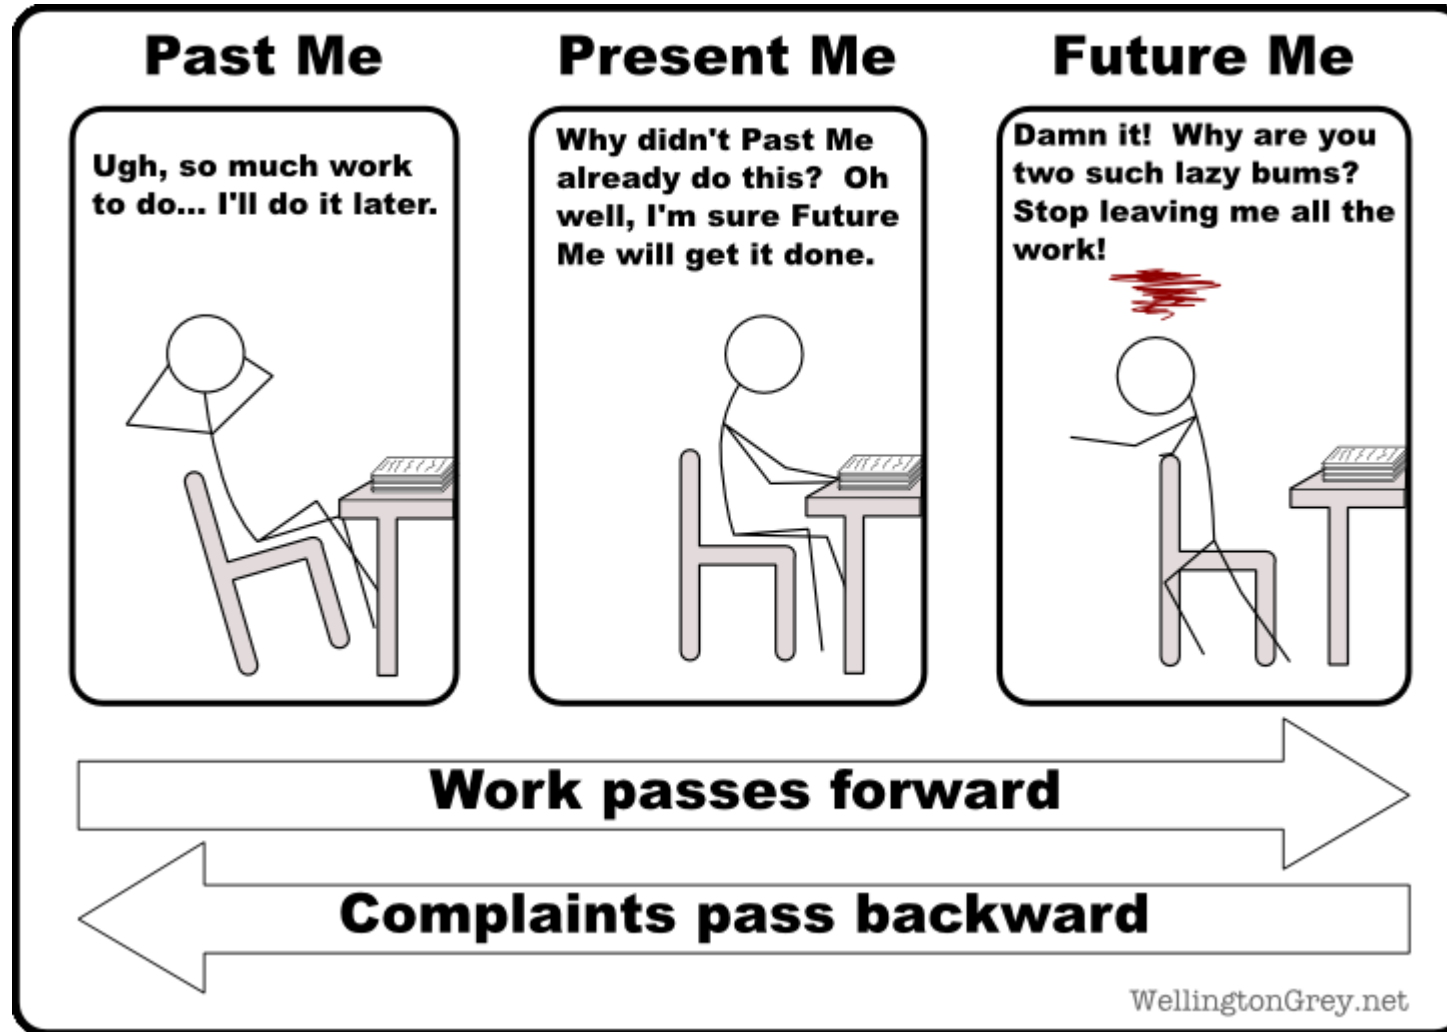 Past Me
Ugh, so much work
to do... I'll do it later.
Present Me
Why didn't Past Me
already do this?  Oh
well, I'm sure Future
Me will get it done.
Future Me
Damn it!  Why are you
two such lazy bums?
Stop leaving me all the
work!
Work passes forward
Complaints pass backward
WellingtonGrey.net